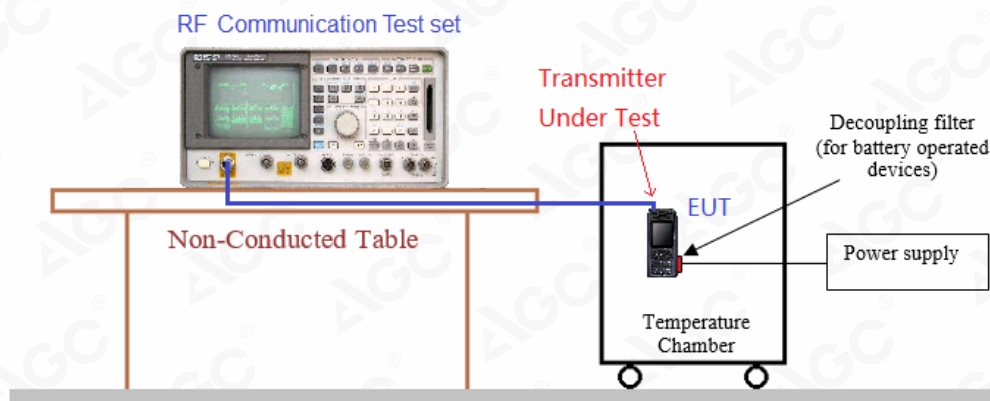 RF Communication Test set
Transmitter
Under Test
Decoupling filter
(for battery operated
devices)
EUT
Non-Conducted Table
Power supply
Temperature
Chamber
AGC